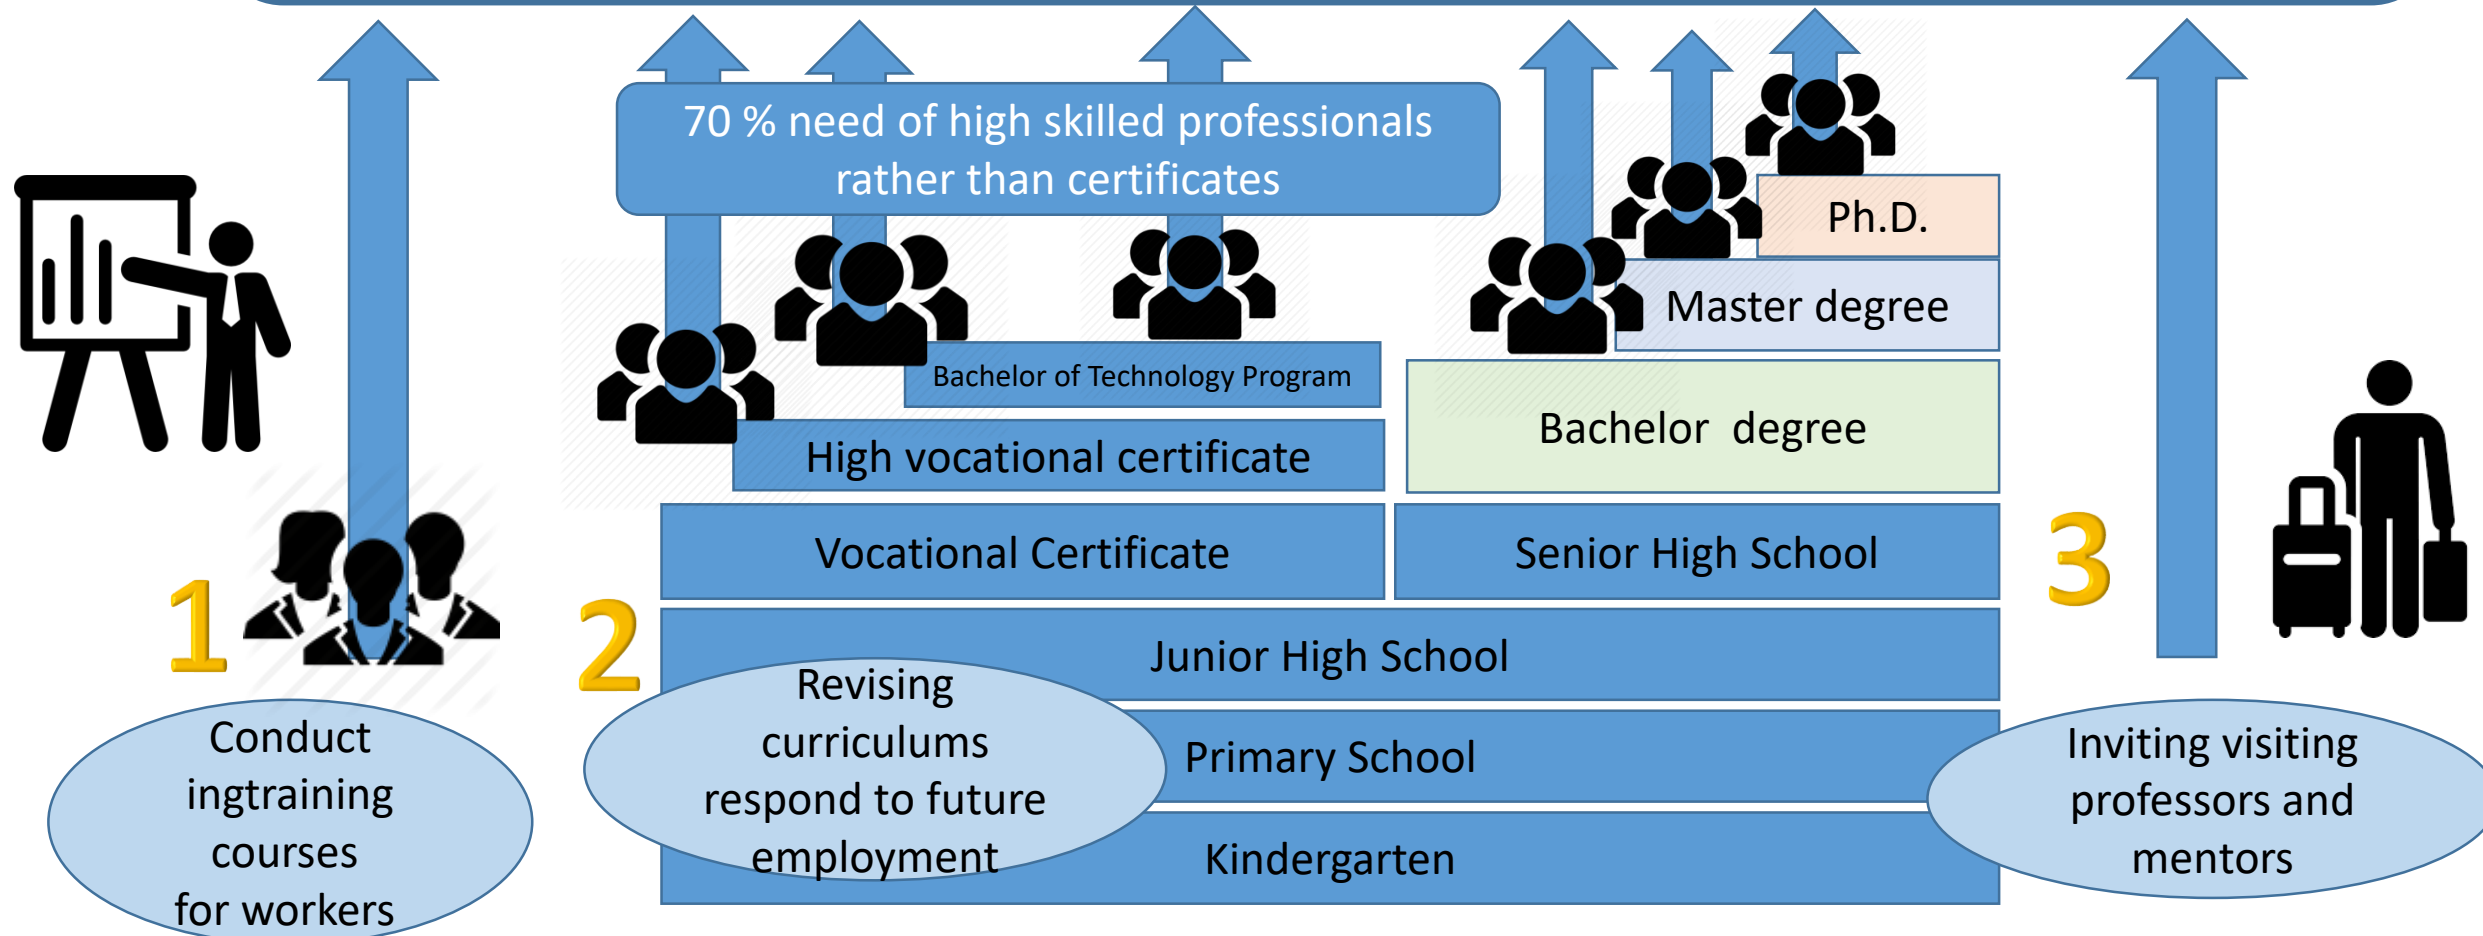 70 % need of high skilled professionals
rather than certificates
Ph.D.
Master degree
Bachelor of Technology Program
Bachelor degree
High vocational certificate
Vocational Certificate
Senior High School
Junior High School
Primary School
Kindergarten
1
Conduct
ingtraining
courses
for workers
2
Revising
curriculums
respond to future
employment
3
Inviting visiting
professors and
mentors